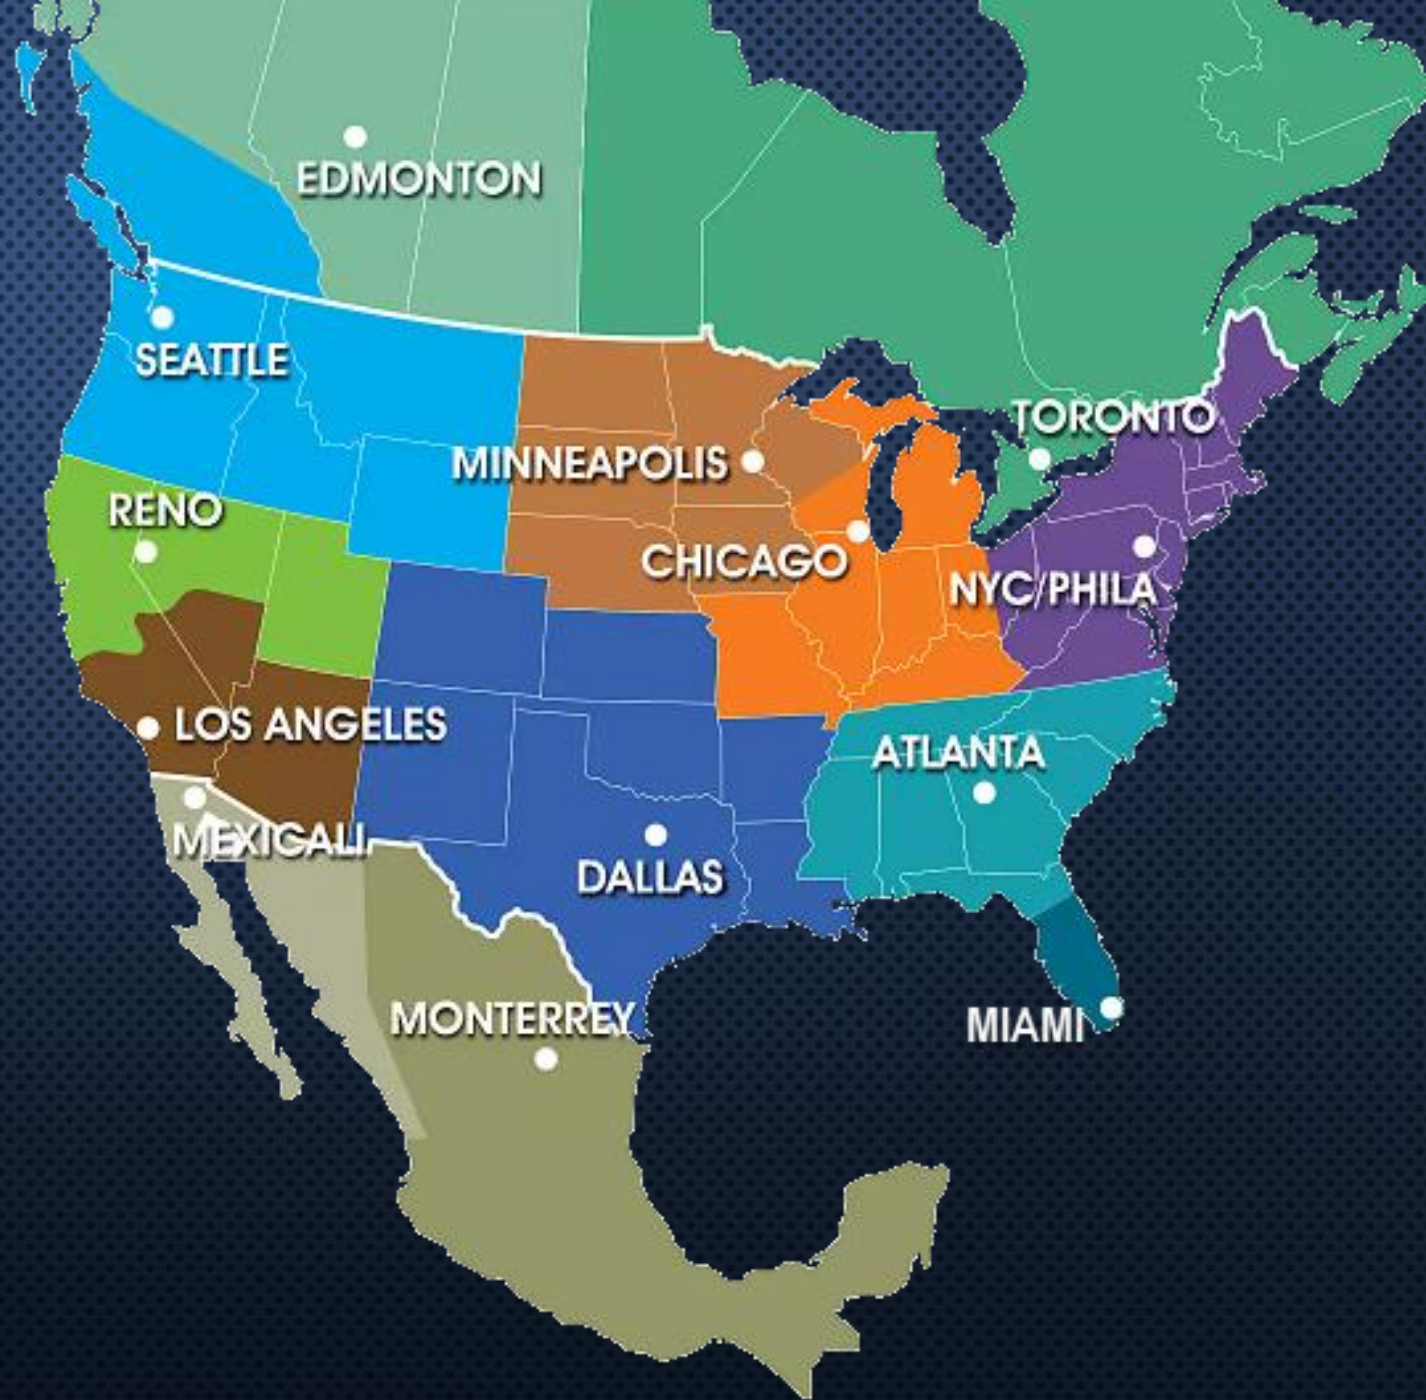 EDMONTON
SEATTLE
TORONTO
MINNEAPOLIS
RENO
CHICAGO
NYC/PHILA
LOS ANGELES
ATLANTA
MEXICALI
DALLAS
MONTERREY
MIAMI